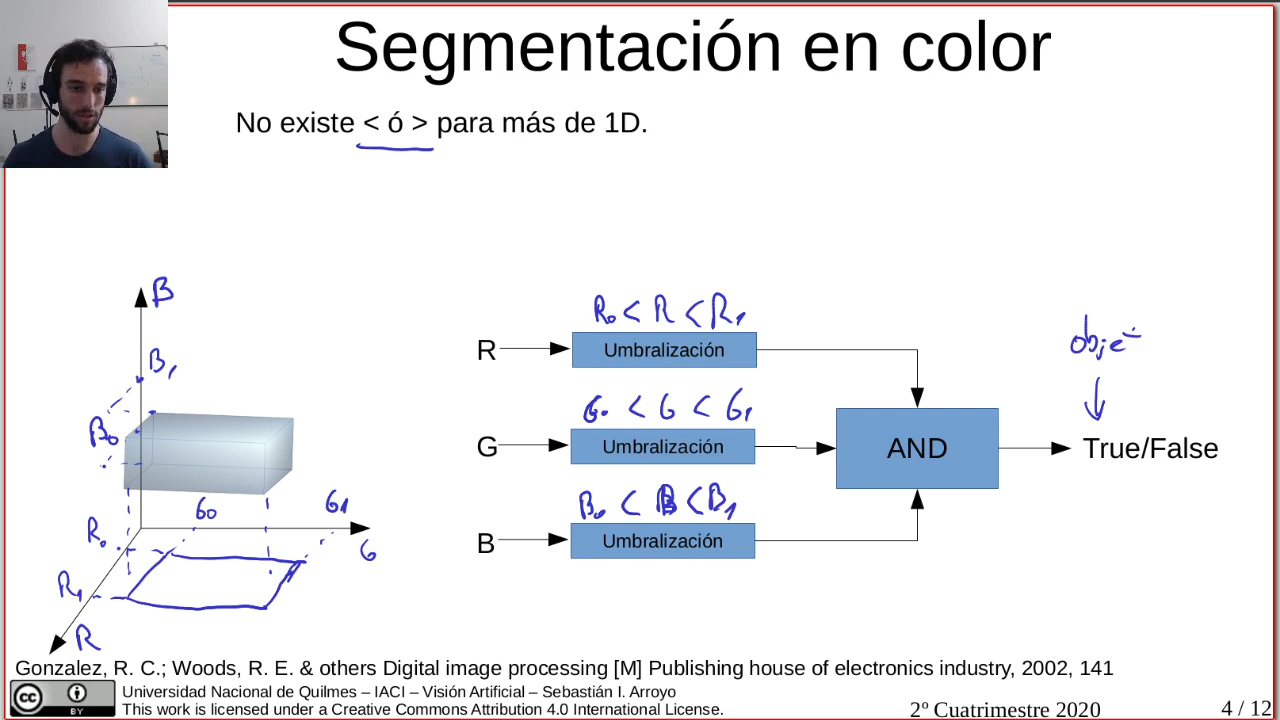 Segmentación en color
No existe < ó > para más de 1D.
B
B₁
B₀
G₀
G₁
G
R₀
R₁
R
R₀ < R < R₁
R
Umbralización
G₀ < G < G₁
G
Umbralización
B₀ < B < B₁
B
Umbralización
AND
True/False
Gonzalez, R. C.; Woods, R. E. & others Digital image processing [M] Publishing house of electronics industry, 2002, 141
cc
BY
Universidad Nacional de Quilmes – IACI – Visión Artificial – Sebastián I. Arroyo
This work is licensed under a Creative Commons Attribution 4.0 International License.
2º Cuatrimestre 2020
4 / 12